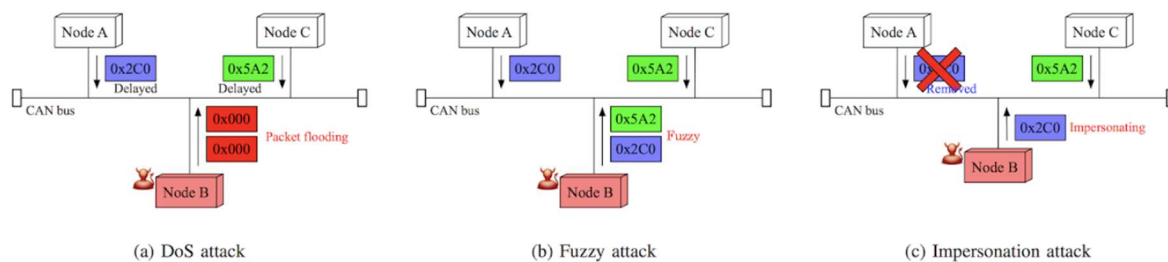 Node A
Node C
0x2C0
0x5A2
Delayed
Delayed
CAN bus
0x000
Packet flooding
0x000
Node B
(a) DoS attack
Node A
Node C
0x2C0
0x5A2
CAN bus
0x5A2
Fuzzy
0x2C0
Node B
(b) Fuzzy attack
Node A
Node C
0x5A2
Removed
CAN bus
0x2C0
Impersonating
Node B
(c) Impersonation attack